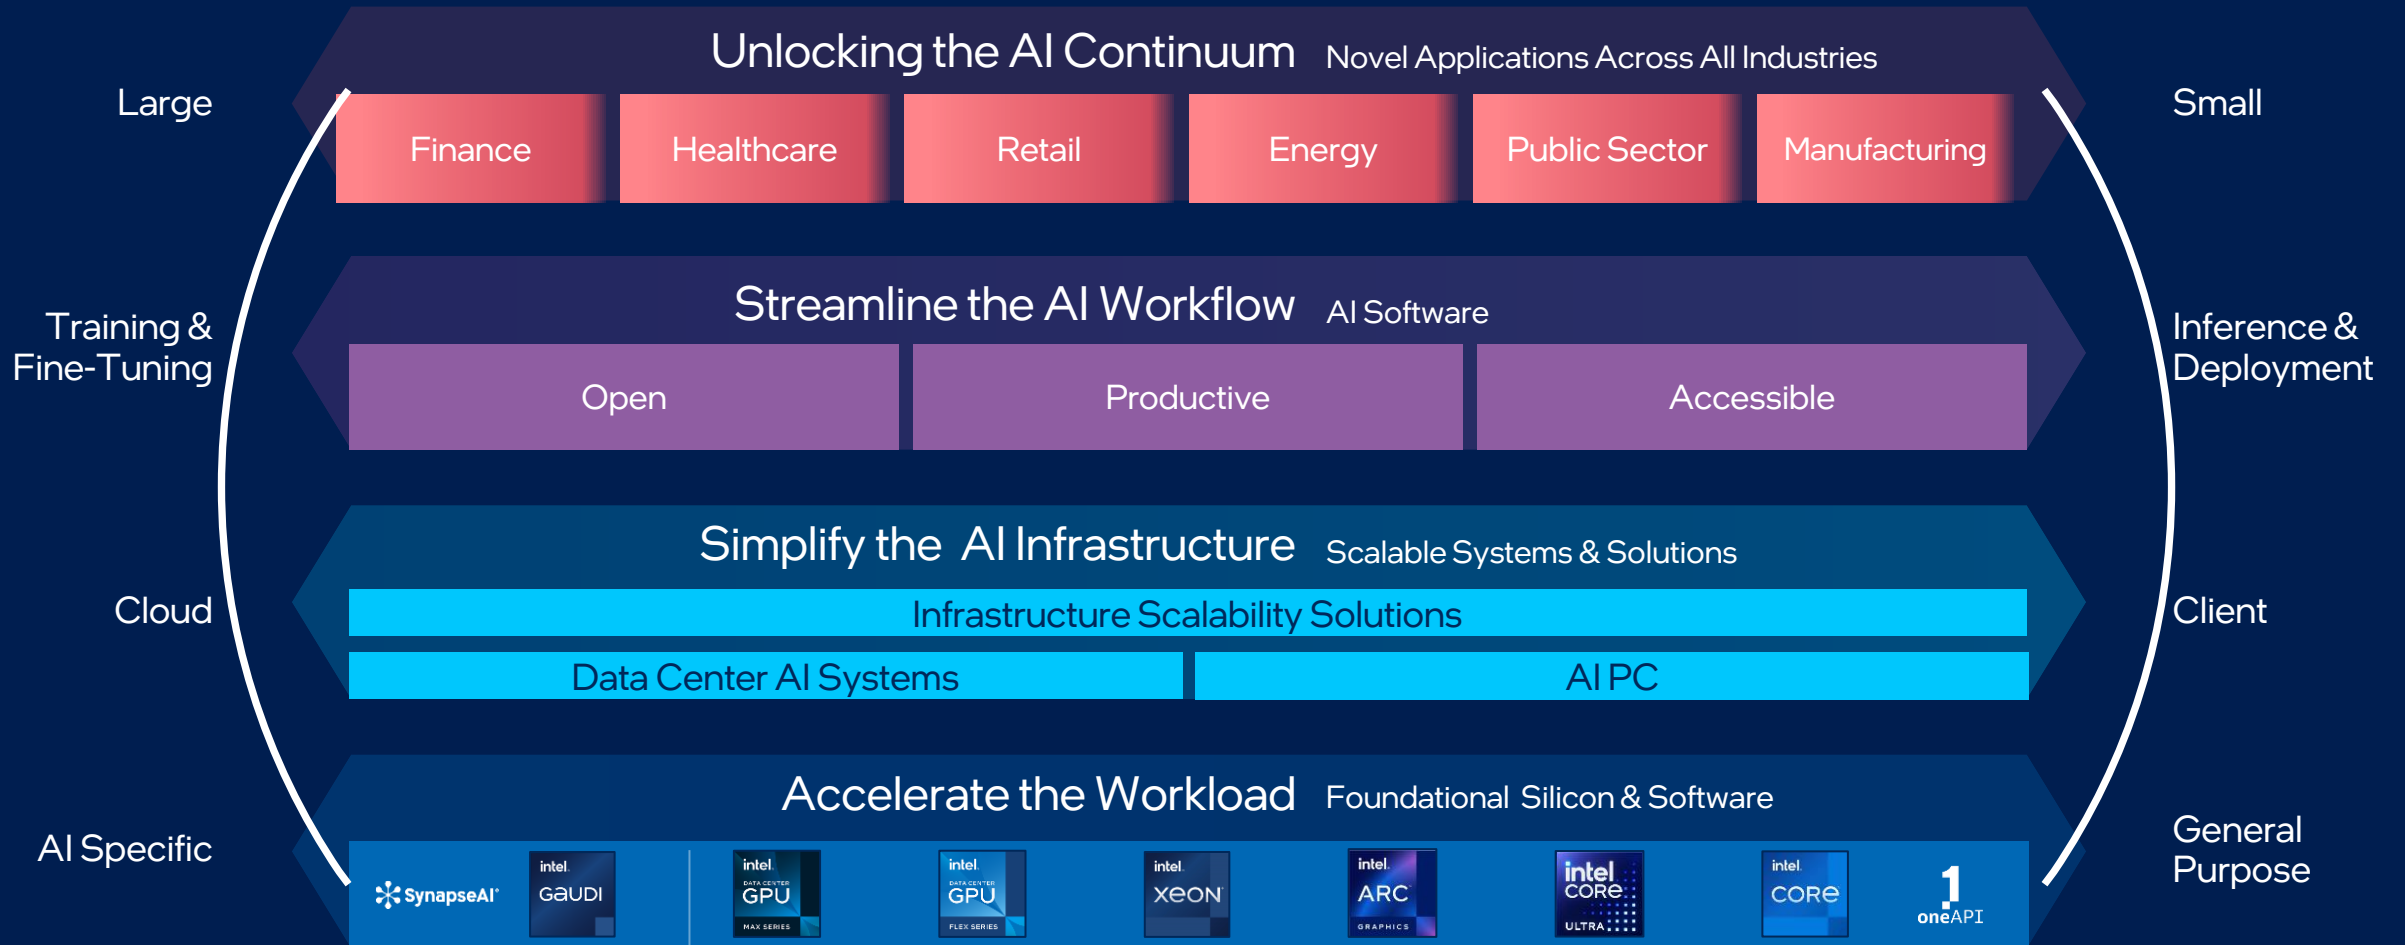 Unlocking the AI Continuum Novel Applications Across All Industries
Large
Small
Finance
Healthcare
Retail
Energy
Public Sector
Manufacturing
Streamline the AI Workflow AI Software
Training &
Fine-Tuning
Inference &
Deployment
Open
Productive
Accessible
Simplify the AI Infrastructure Scalable Systems & Solutions
Cloud
Client
Infrastructure Scalability Solutions
Data Center AI Systems
AI PC
Accelerate the Workload Foundational Silicon & Software
AI Specific
General
Purpose
SynapseAI®
intel.
GAUDI
intel.
DATA CENTER
GPU
MAX SERIES
intel.
DATA CENTER
GPU
FLEX SERIES
intel.
XEON
intel.
ARC
GRAPHICS
intel
CORE
ULTRA
intel.
CORE
1
oneAPI